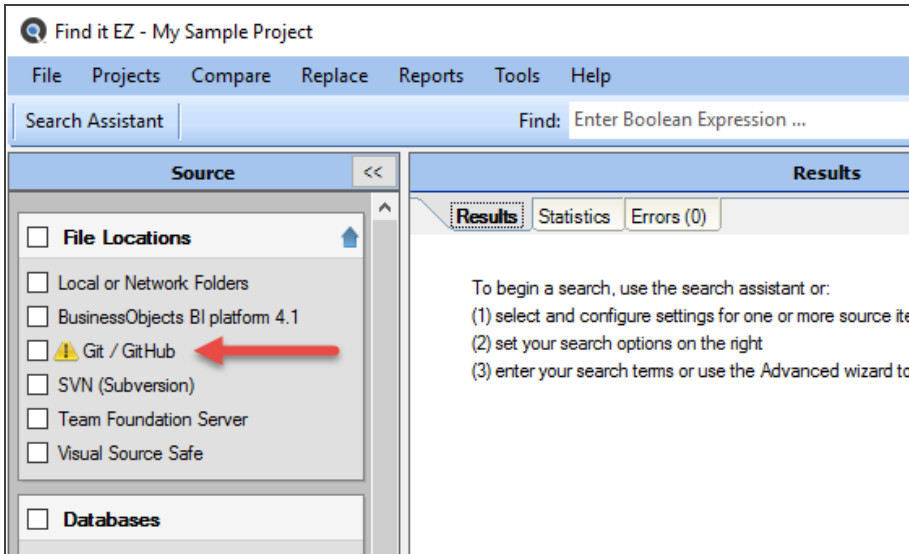 Find it EZ - My Sample Project
File Projects Compare Replace Reports Tools Help
Search Assistant Find: Enter Boolean Expression ...
Source <<
Results
Results Statistics Errors (0)
File Locations
Local or Network Folders
BusinessObjects BI platform 4.1
Git / GitHub
SVN (Subversion)
Team Foundation Server
Visual Source Safe
Databases
To begin a search, use the search assistant or:
(1) select and configure settings for one or more source ite
(2) set your search options on the right
(3) enter your search terms or use the Advanced wizard to